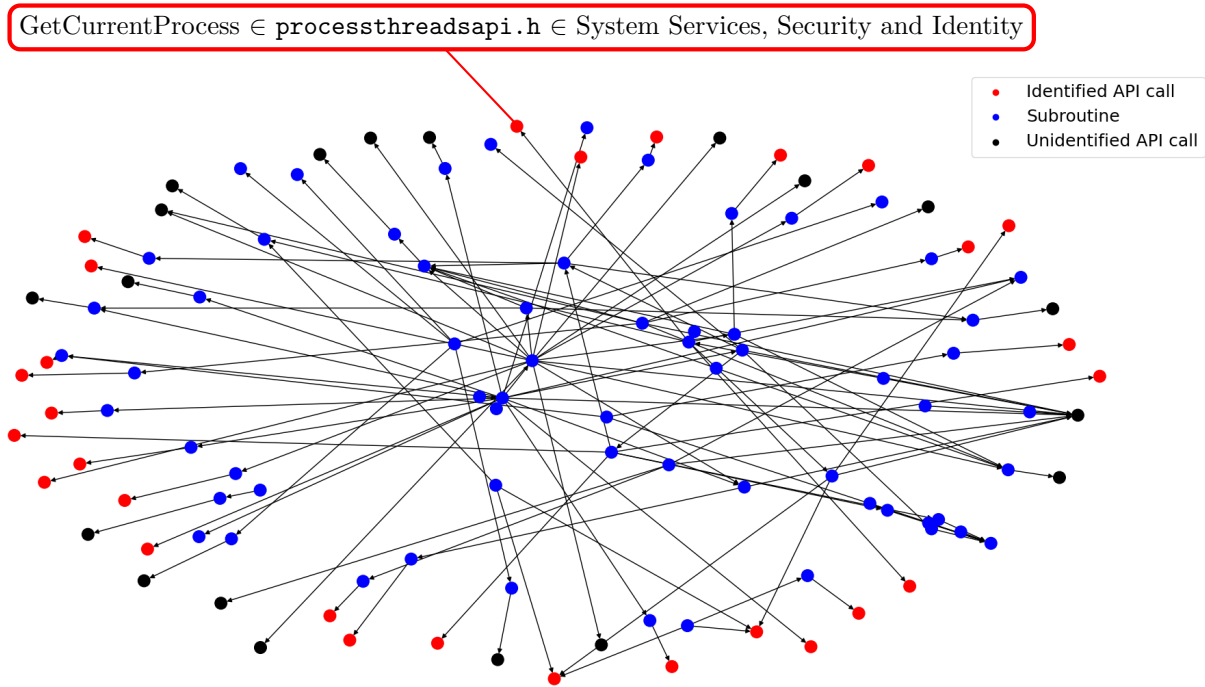 GetCurrentProcess ∈ processthreadsapi.h ∈ System Services, Security and Identity
Identified API call
Subroutine
Unidentified API call